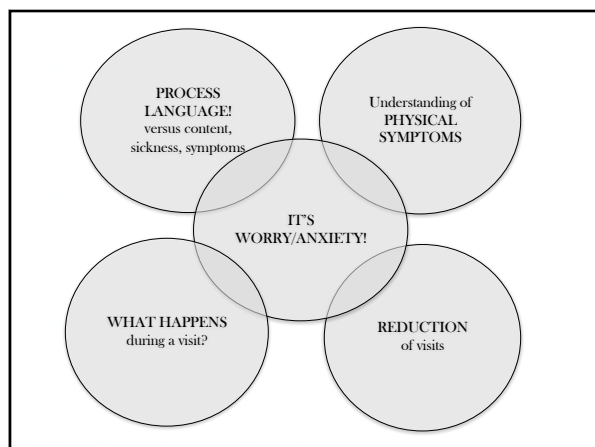 PROCESS
LANGUAGE!
versus content,
sickness, symptoms
Understanding of
PHYSICAL
SYMPTOMS
IT'S
WORRY/ANXIETY!
WHAT HAPPENS
during a visit?
REDUCTION
of visits